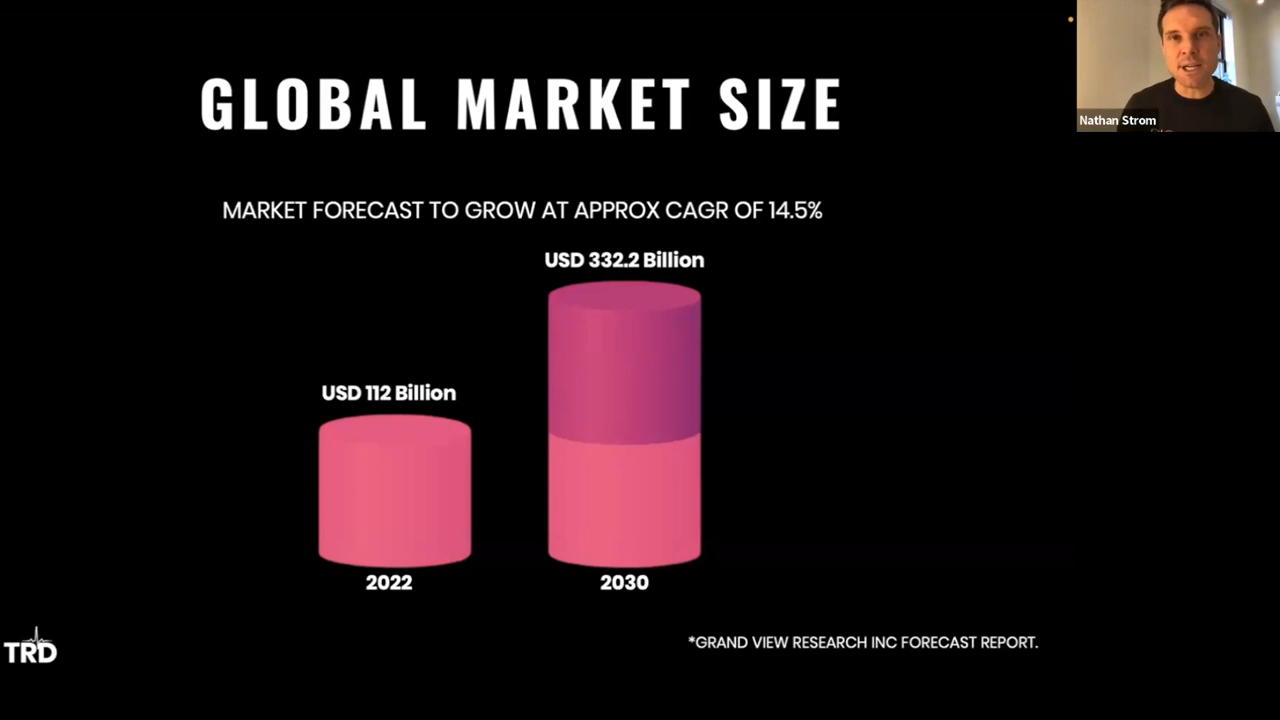 GLOBAL MARKET SIZE
Nathan Strom
MARKET FORECAST TO GROW AT APPROX CAGR OF 14.5%
USD 332.2 Billion
USD 112 Billion
2022
2030
TRD
*GRAND VIEW RESEARCH INC FORECAST REPORT.